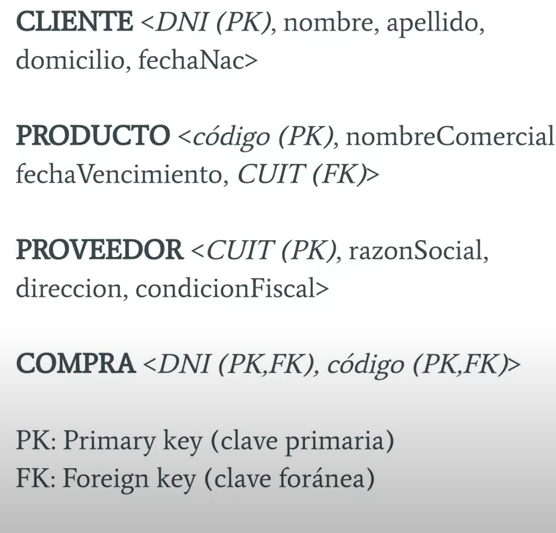 CLIENTE <DNI (PK), nombre, apellido,
domicilio, fechaNac>
PRODUCTO <código (PK), nombreComercial
fechaVencimiento, CUIT (FK)>
PROVEEDOR <CUIT (PK), razonSocial,
direccion, condicionFiscal>
COMPRA <DNI (PK,FK), código (PK,FK)>
PK: Primary key (clave primaria)
FK: Foreign key (clave foránea)